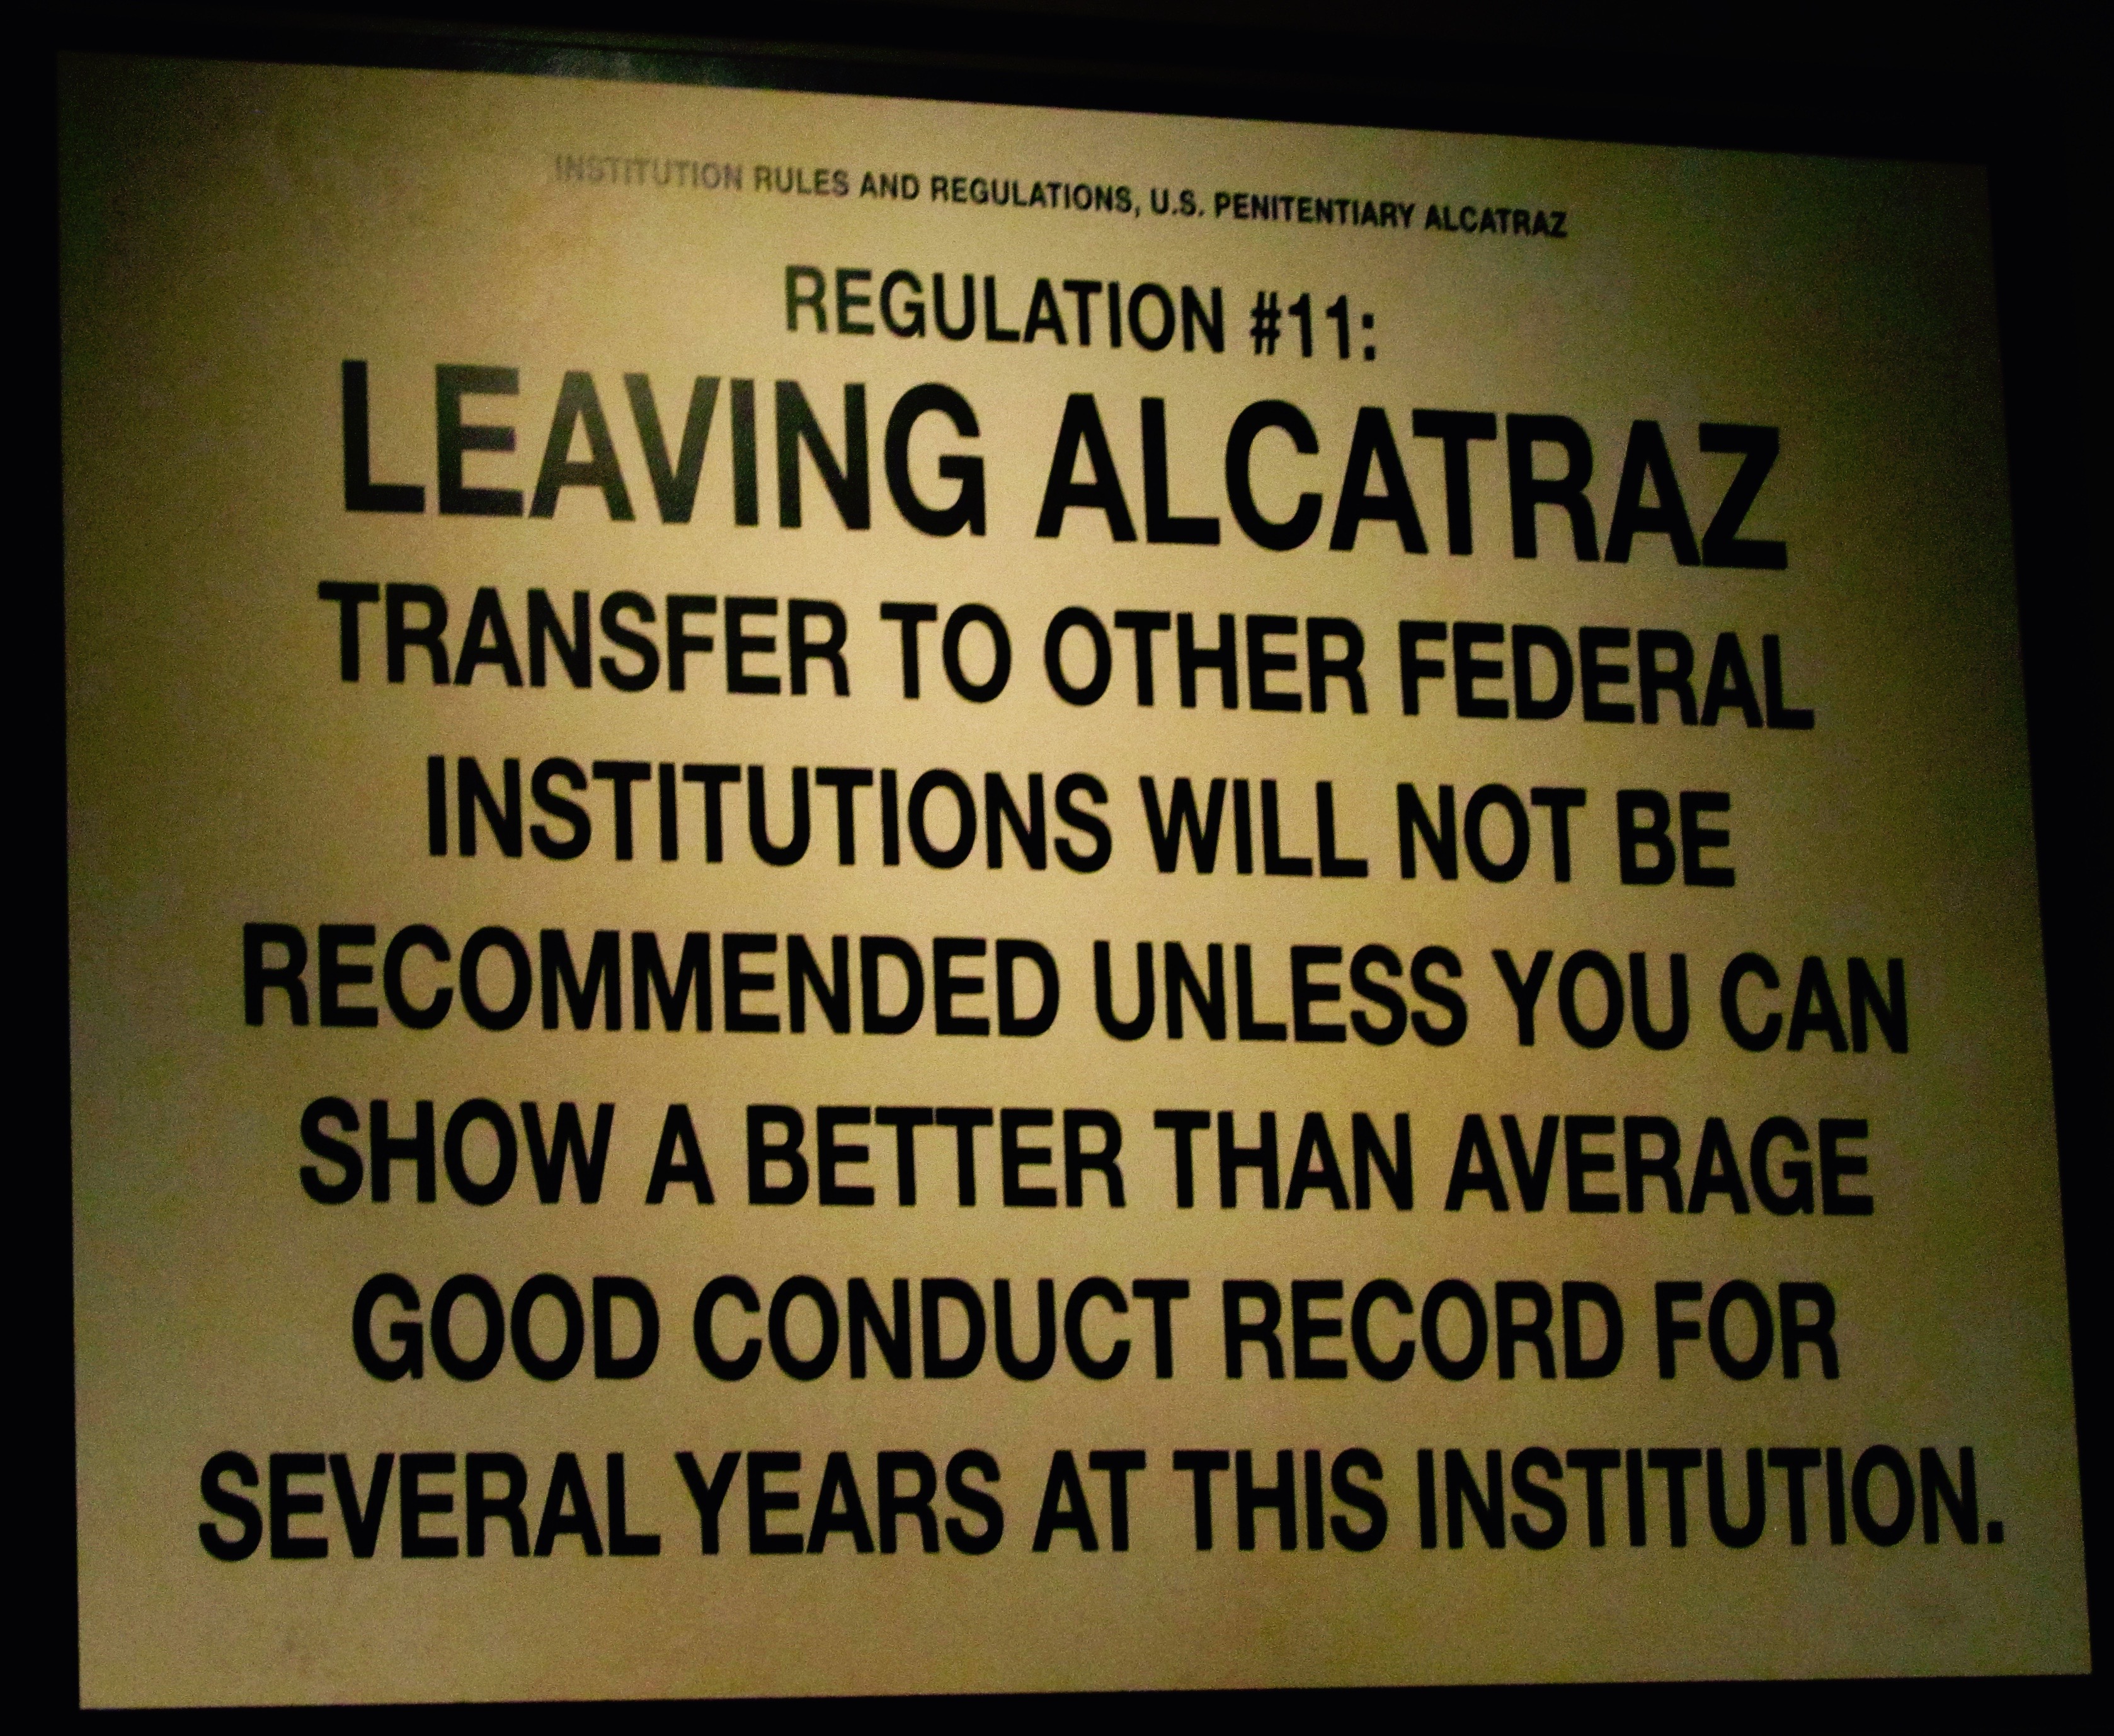 INSTITUTION RULES AND REGULATIONS, U.S. PENITENTIARY ALCATRAZ
REGULATION #11:
LEAVING ALCATRAZ
TRANSFER TO OTHER FEDERAL
INSTITUTIONS WILL NOT BE
RECOMMENDED UNLESS YOU CAN
SHOW A BETTER THAN AVERAGE
GOOD CONDUCT RECORD FOR
SEVERAL YEARS AT THIS INSTITUTION.